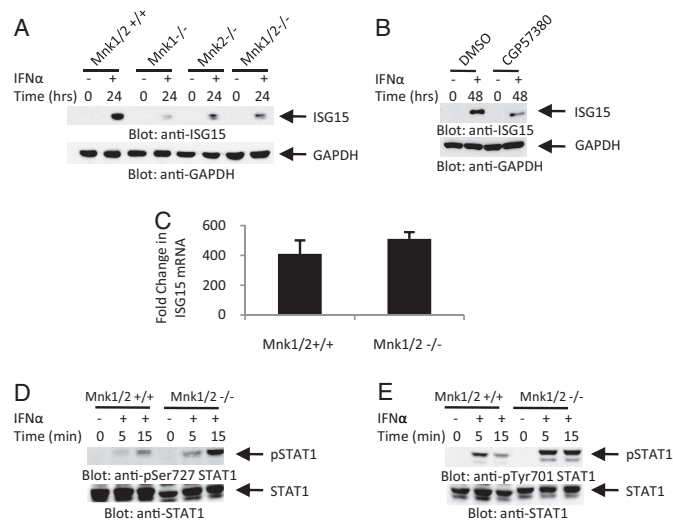 A
Mnk1/2 +/+ Mnk1-/- Mnk2-/- Mnk1/2-/-
IFNα - + - + - + - +
Time (hrs) 0 24 0 24 0 24 0 24
ISG15
Blot: anti-ISG15
GAPDH
Blot: anti-GAPDH
B
DMSO CGP57380
IFNα - + - +
Time (hrs) 0 48 0 48
ISG15
Blot: anti-ISG15
GAPDH
Blot: anti-GAPDH
C
Fold Change in
ISG15 mRNA
600
400
200
0
Mnk1/2+/+ Mnk1/2 -/-
D
Mnk1/2 +/+ Mnk1/2 -/-
IFNα - + + - + +
Time (min) 0 5 15 0 5 15
pSTAT1
Blot: anti-pSer727 STAT1
STAT1
Blot: anti-STAT1
E
Mnk1/2 +/+ Mnk1/2 -/-
IFNα - + + - + +
Time (min) 0 5 15 0 5 15
pSTAT1
Blot: anti-pTyr701 STAT1
STAT1
Blot: anti-STAT1